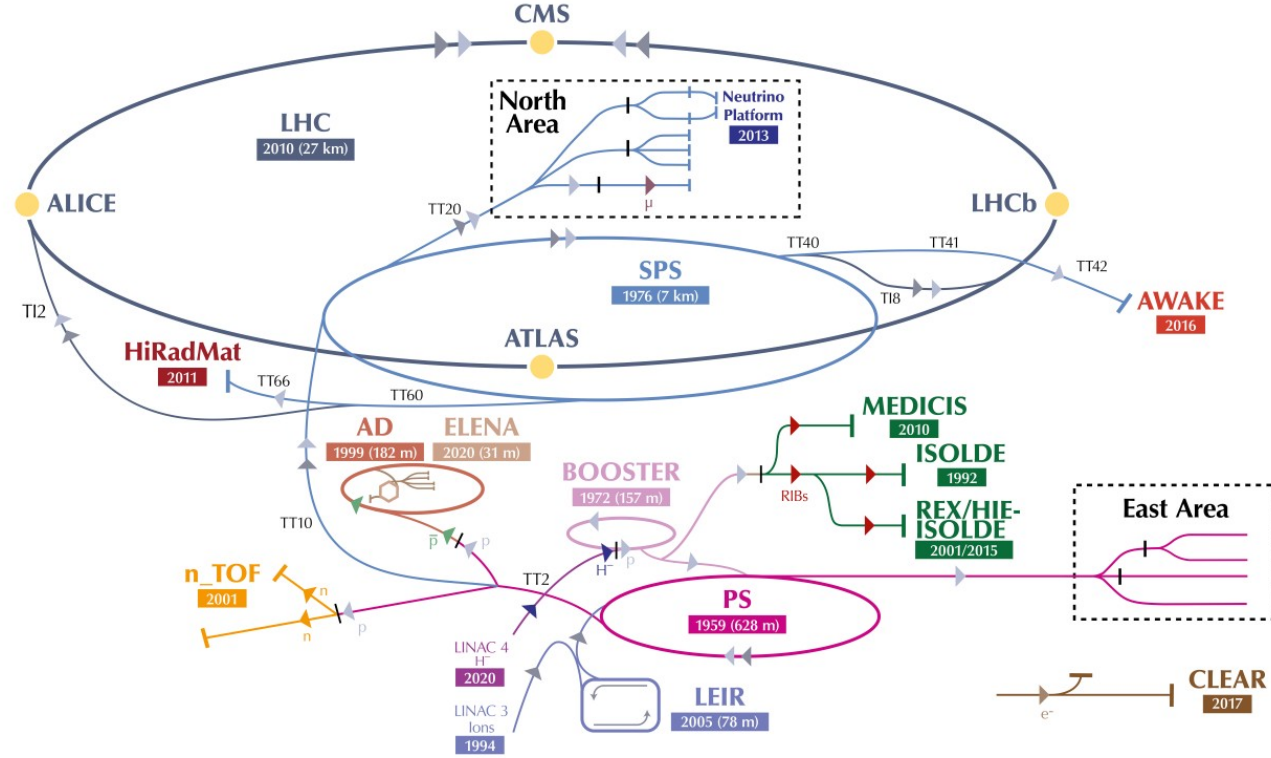 CMS
North
Area
Neutrino
Platform
2013
LHC
2010 (27 km)
μ
ALICE
LHCb
TT20
TT40
TT41
TT42
SPS
1976 (7 km)
TI8
AWAKE
2016
TI2
ATLAS
HiRadMat
2011
TT66
TT60
AD
1999 (182 m)
ELENA
2020 (31 m)
MEDICIS
2010
BOOSTER
1972 (157 m)
ISOLDE
1992
RIBs
REX/HIE-
ISOLDE
2001/2015
East Area
TT10
p̅
p
H⁻
p
TT2
n_TOF
2001
n
n
p
PS
1959 (628 m)
LINAC 4
H⁻
2020
LEIR
2005 (78 m)
LINAC 3
Ions
1994
CLEAR
2017
e⁻